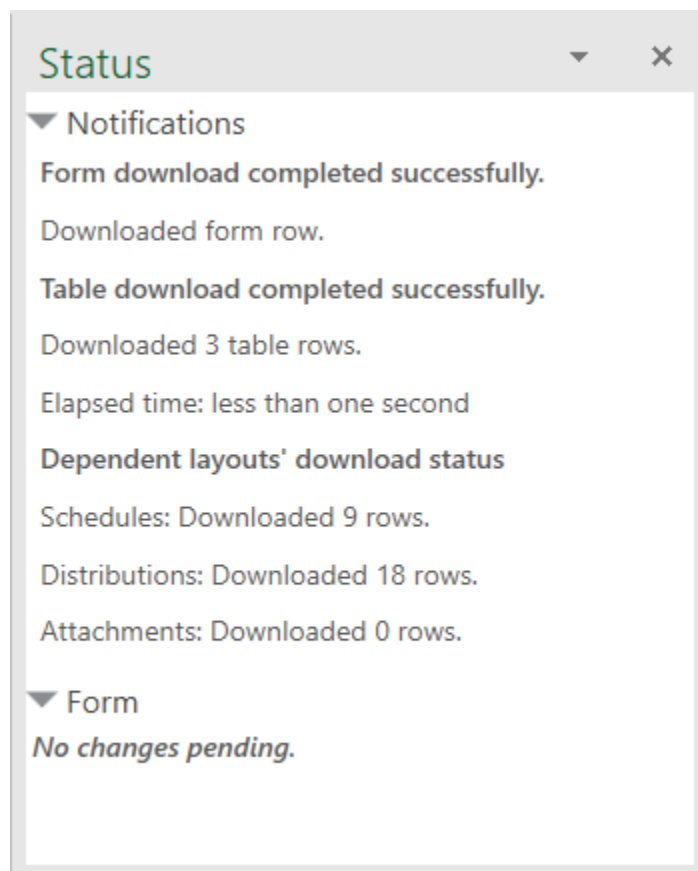 Status
Notifications
Form download completed successfully.
Downloaded form row.
Table download completed successfully.
Downloaded 3 table rows.
Elapsed time: less than one second
Dependent layouts' download status
Schedules: Downloaded 9 rows.
Distributions: Downloaded 18 rows.
Attachments: Downloaded 0 rows.
Form
No changes pending.